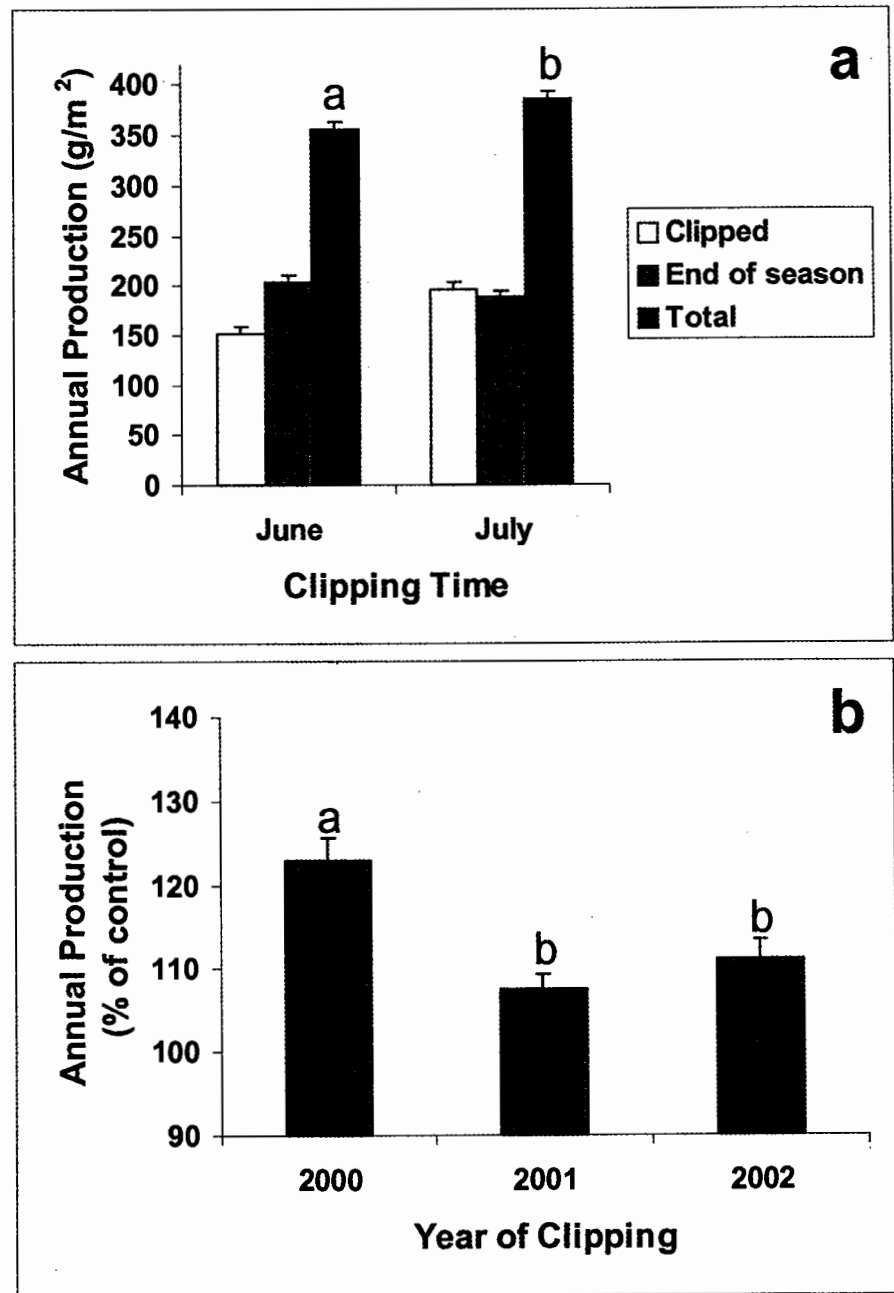 a
Annual Production (g/m²)
400
350
300
250
200
150
100
50
0
a
b
June
July
Clipping Time
Clipped
End of season
Total
b
Annual Production
(% of control)
140
130
120
110
100
90
a
b
b
2000
2001
2002
Year of Clipping